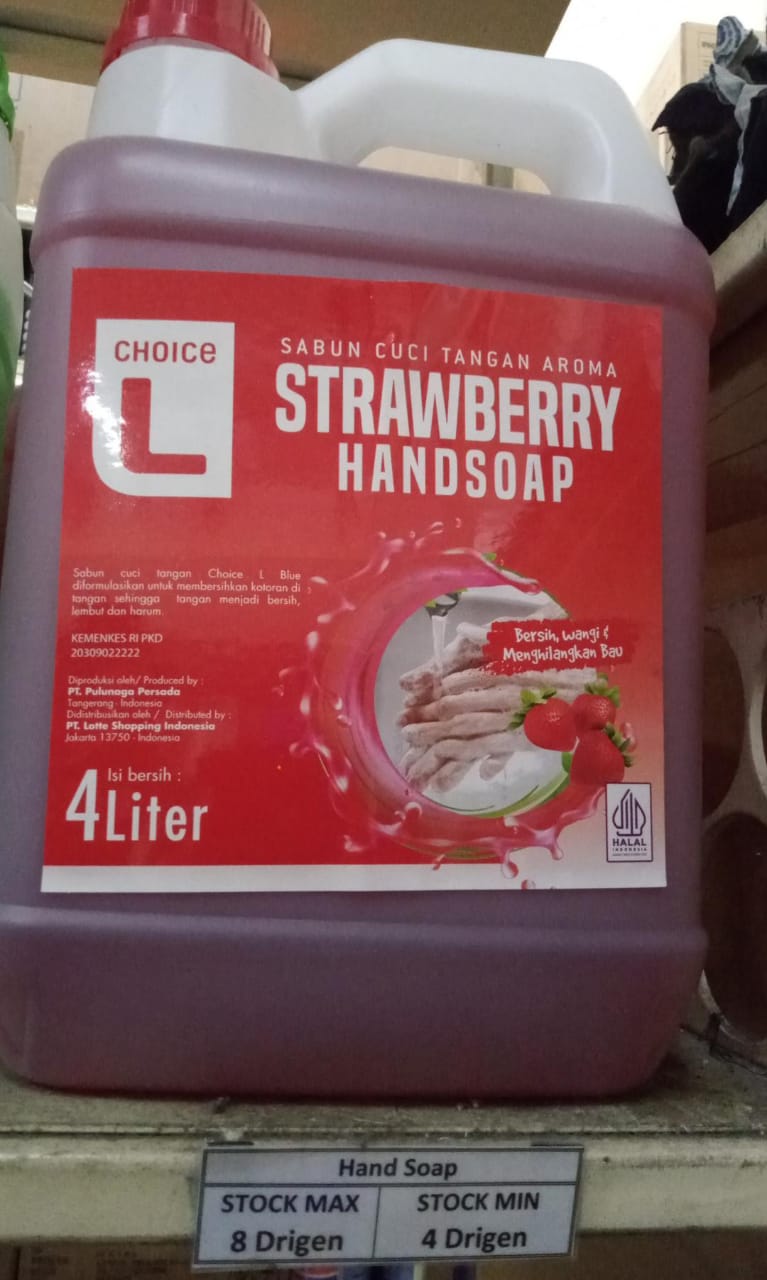 CHOICE
L
SABUN CUCI TANGAN AROMA
STRAWBERRY
HANDSOAP
Sabun cuci tangan Choice L Blue
diformulasikan untuk membersihkan kotoran di
tangan sehingga tangan menjadi bersih,
lembut dan harum.
KEMENKES RI PKD
20309022222
Diproduksi oleh/ Produced by :
PT. Pulunaga Persada
Tangerang - Indonesia
Didistribusikan oleh / Distributed by :
PT. Lotte Shopping Indonesia
Jakarta 13750 - Indonesia
Isi bersih :
4 Liter
Bersih, wangi &
Menghilangkan Bau
HALAL
INDONESIA
Hand Soap
STOCK MAX STOCK MIN
8 Drigen 4 Drigen